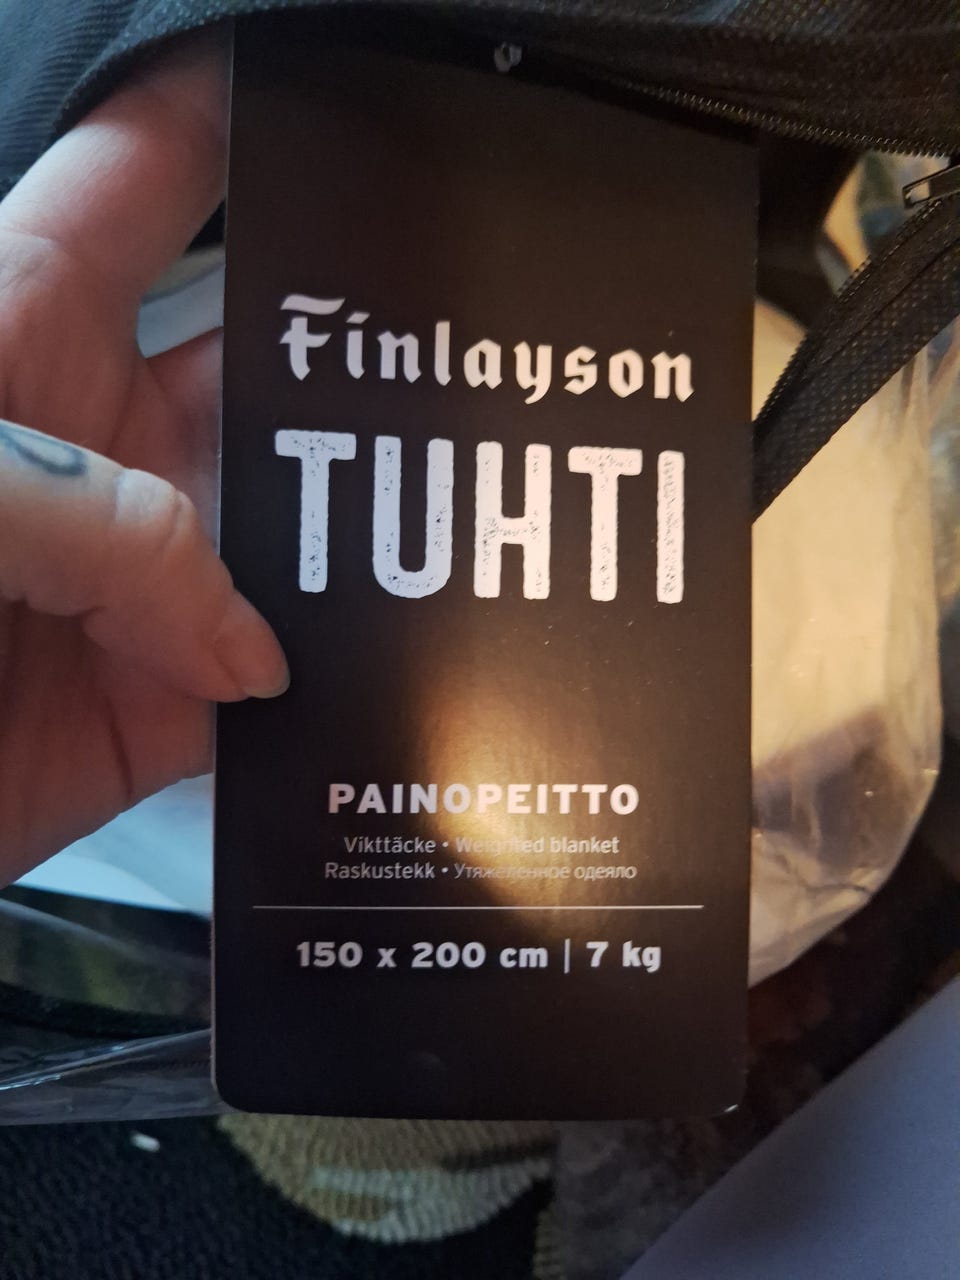 Finlayson
TUHTI
PAINOPEITTO
Vikttäcke • Weighted blanket
Raskustekk • Утяжеленное одеяло
150 x 200 cm | 7 kg